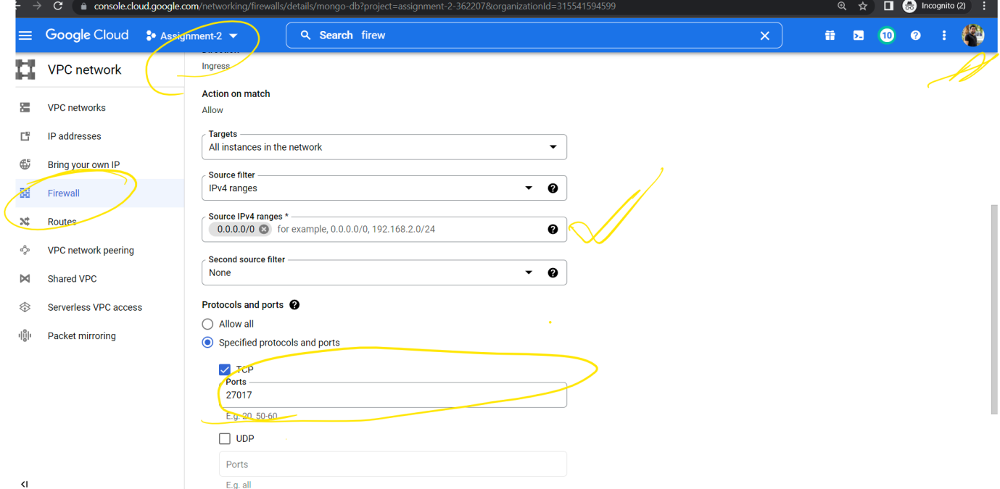 console.cloud.google.com/networking/firewalls/details/mongo-db?project=assignment-2-362207&organizationId=315541594599
Incognito (2)
Google Cloud
Assignment-2
Search firew
10
VPC network
VPC networks
IP addresses
Bring your own IP
Firewall
Routes
VPC network peering
Shared VPC
Serverless VPC access
Packet mirroring
Direction
Ingress
Action on match
Allow
Targets
All instances in the network
Source filter
IPv4 ranges
Source IPv4 ranges *
0.0.0.0/0 for example, 0.0.0.0/0, 192.168.2.0/24
Second source filter
None
Protocols and ports
Allow all
Specified protocols and ports
TCP
Ports
27017
E.g. 20, 50-60
UDP
Ports
E.g. all